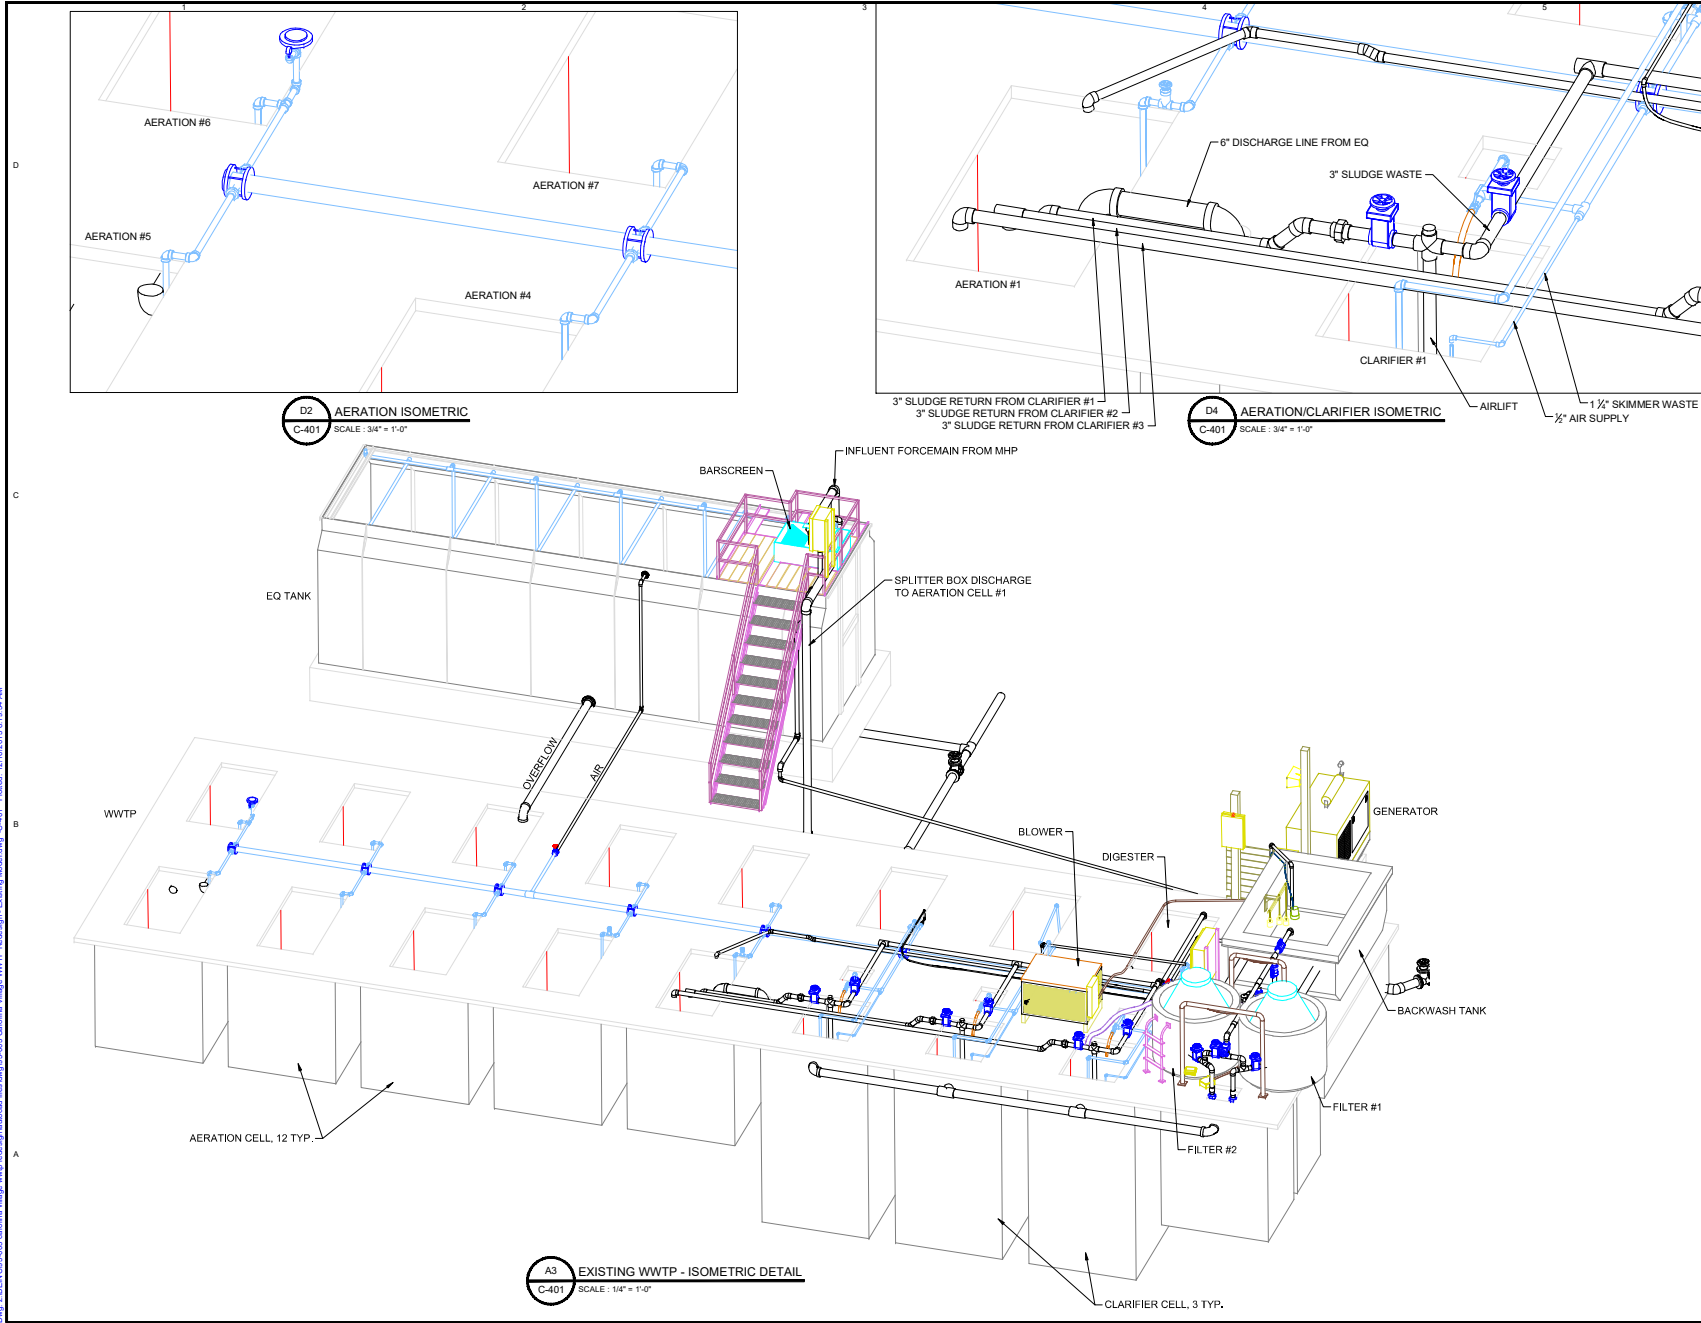 1
2
3
4
5
D
C
B
A
AERATION #6
AERATION #7
AERATION #5
AERATION #4
D2
C-401
AERATION ISOMETRIC
SCALE : 3/4" = 1'-0"
6" DISCHARGE LINE FROM EQ
3" SLUDGE WASTE
AERATION #1
CLARIFIER #1
3" SLUDGE RETURN FROM CLARIFIER #1
3" SLUDGE RETURN FROM CLARIFIER #2
3" SLUDGE RETURN FROM CLARIFIER #3
AIRLIFT
1 ¼" SKIMMER WASTE
½" AIR SUPPLY
D4
C-401
AERATION/CLARIFIER ISOMETRIC
SCALE : 3/4" = 1'-0"
INFLUENT FORCEMAIN FROM MHP
BARSCREEN
SPLITTER BOX DISCHARGE
TO AERATION CELL #1
EQ TANK
OVERFLOW
AIR
WWTP
BLOWER
DIGESTER
GENERATOR
BACKWASH TANK
FILTER #1
FILTER #2
AERATION CELL, 12 TYP.
CLARIFIER CELL, 3 TYP.
A3
C-401
EXISTING WWTP - ISOMETRIC DETAIL
SCALE : 1/4" = 1'-0"